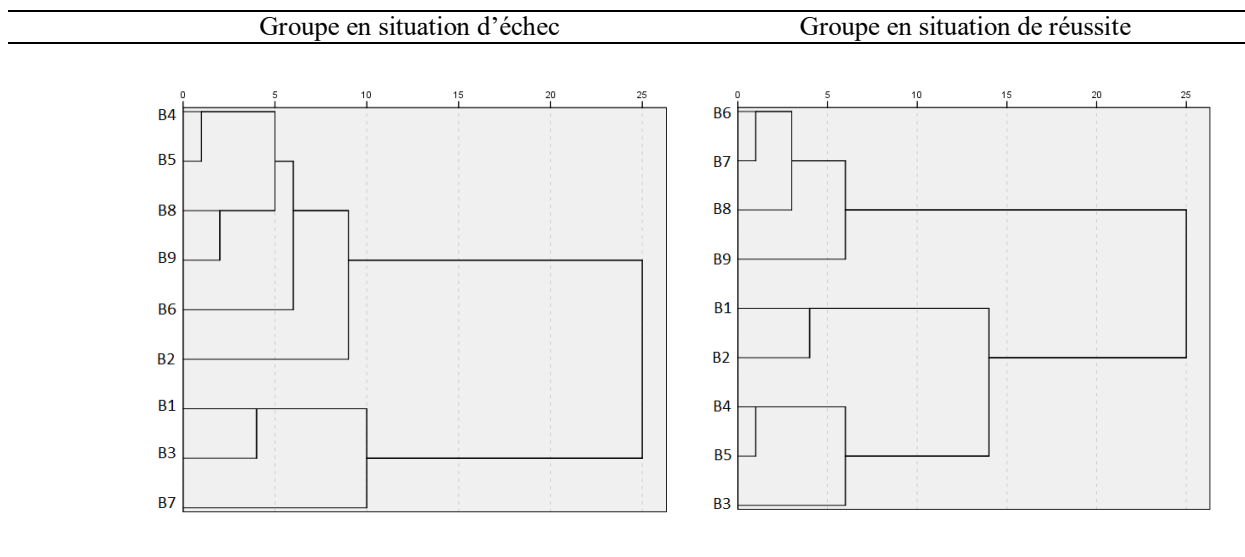 Groupe en situation d’échec Groupe en situation de réussite
0 5 10 15 20 25
B4
B5
B8
B9
B6
B2
B1
B3
B7
0 5 10 15 20 25
B6
B7
B8
B9
B1
B2
B4
B5
B3